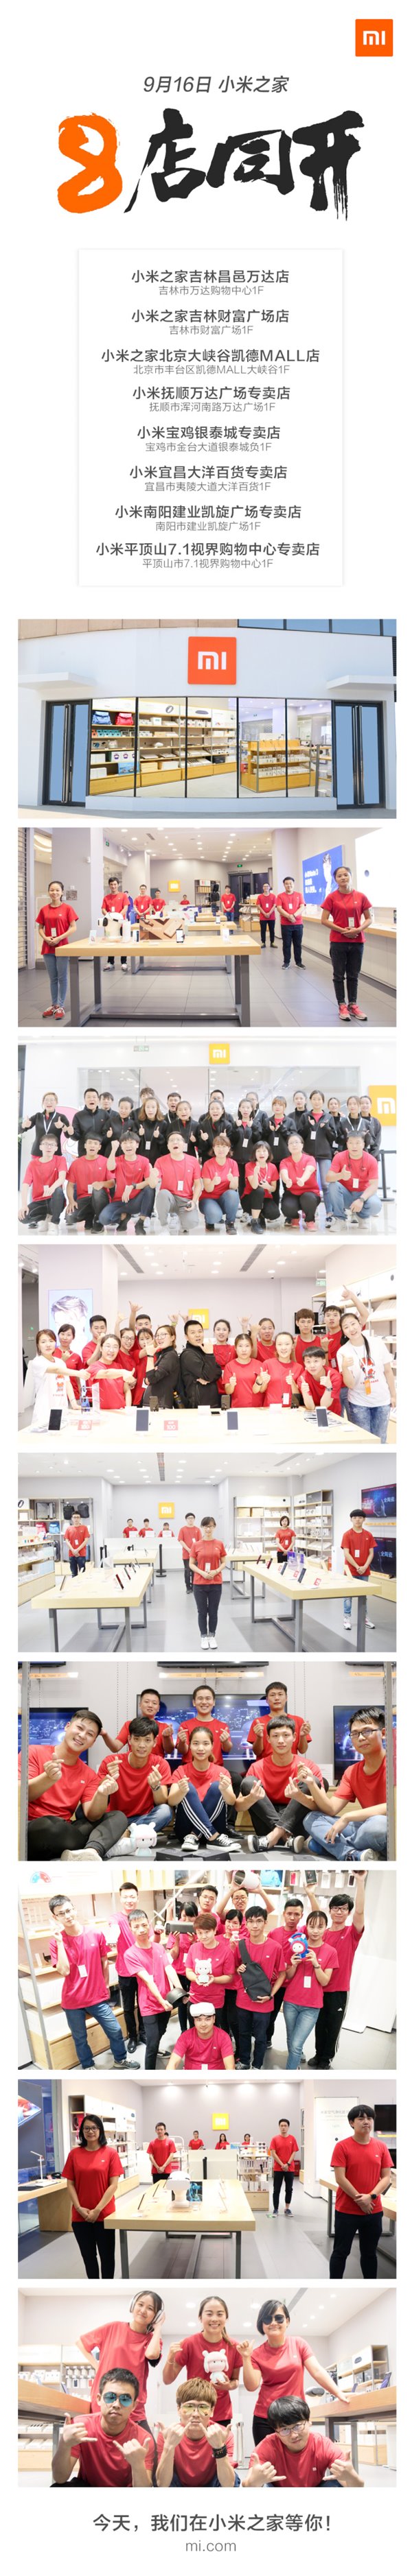 mi
9月16日 小米之家
8店同开
小米之家吉林昌邑万达店
吉林市万达购物中心1F
小米之家吉林财富广场店
吉林市财富广场1F
小米之家北京大峡谷凯德MALL店
北京市丰台区凯德MALL大峡谷1F
小米抚顺万达广场专卖店
抚顺市浑河南路万达广场1F
小米宝鸡银泰城专卖店
宝鸡市金台大道银泰城负1F
小米宜昌大洋百货专卖店
宜昌市夷陵大道大洋百货1F
小米南阳建业凯旋广场专卖店
南阳市建业凯旋广场1F
小米平顶山7.1视界购物中心专卖店
平顶山市7.1视界购物中心1F
mi
今天，我们在小米之家等你！
mi.com